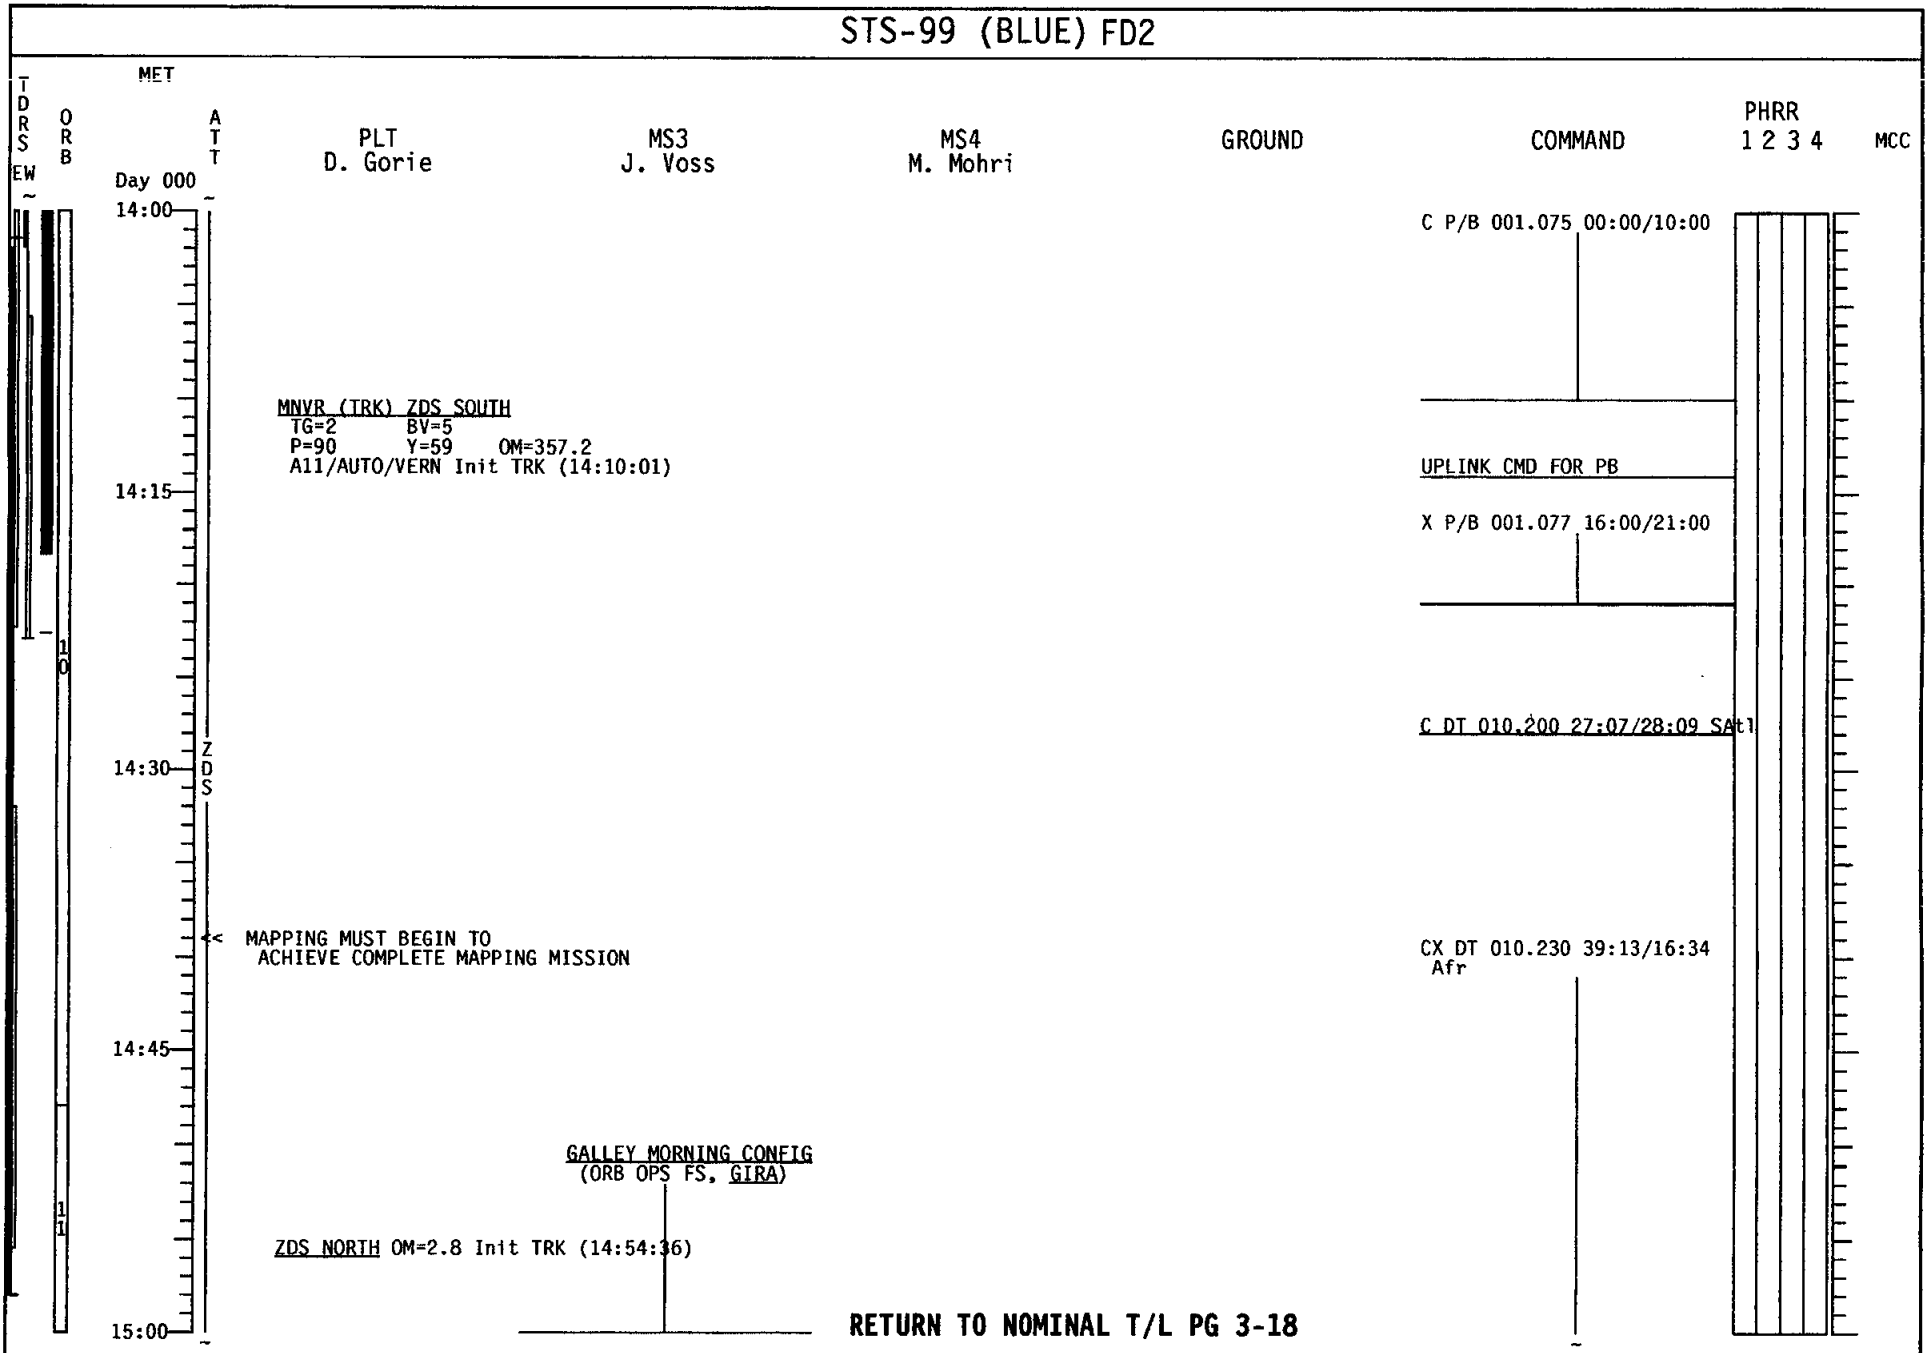 STS-99 (BLUE) FD2
MET
TDRS
EW
ORB
ATT
PLT
D. Gorie
MS3
J. Voss
MS4
M. Mohri
GROUND
COMMAND
PHRR
1 2 3 4
MCC
Day 000
~
~
14:00
C P/B 001.075 00:00/10:00
MNVR (TRK) ZDS SOUTH
TG=2 BV=5
P=90 Y=59 OM=357.2
A11/AUTO/VERN Init TRK (14:10:01)
UPLINK CMD FOR PB
14:15
X P/B 001.077 16:00/21:00
10
C DT 010.200 27:07/28:09 SAtl
14:30
ZDS
<< MAPPING MUST BEGIN TO
ACHIEVE COMPLETE MAPPING MISSION
CX DT 010.230 39:13/16:34
Afr
14:45
GALLEY MORNING CONFIG
(ORB OPS FS, GIRA)
11
ZDS NORTH OM=2.8 Init TRK (14:54:36)
15:00
RETURN TO NOMINAL T/L PG 3-18
~
~